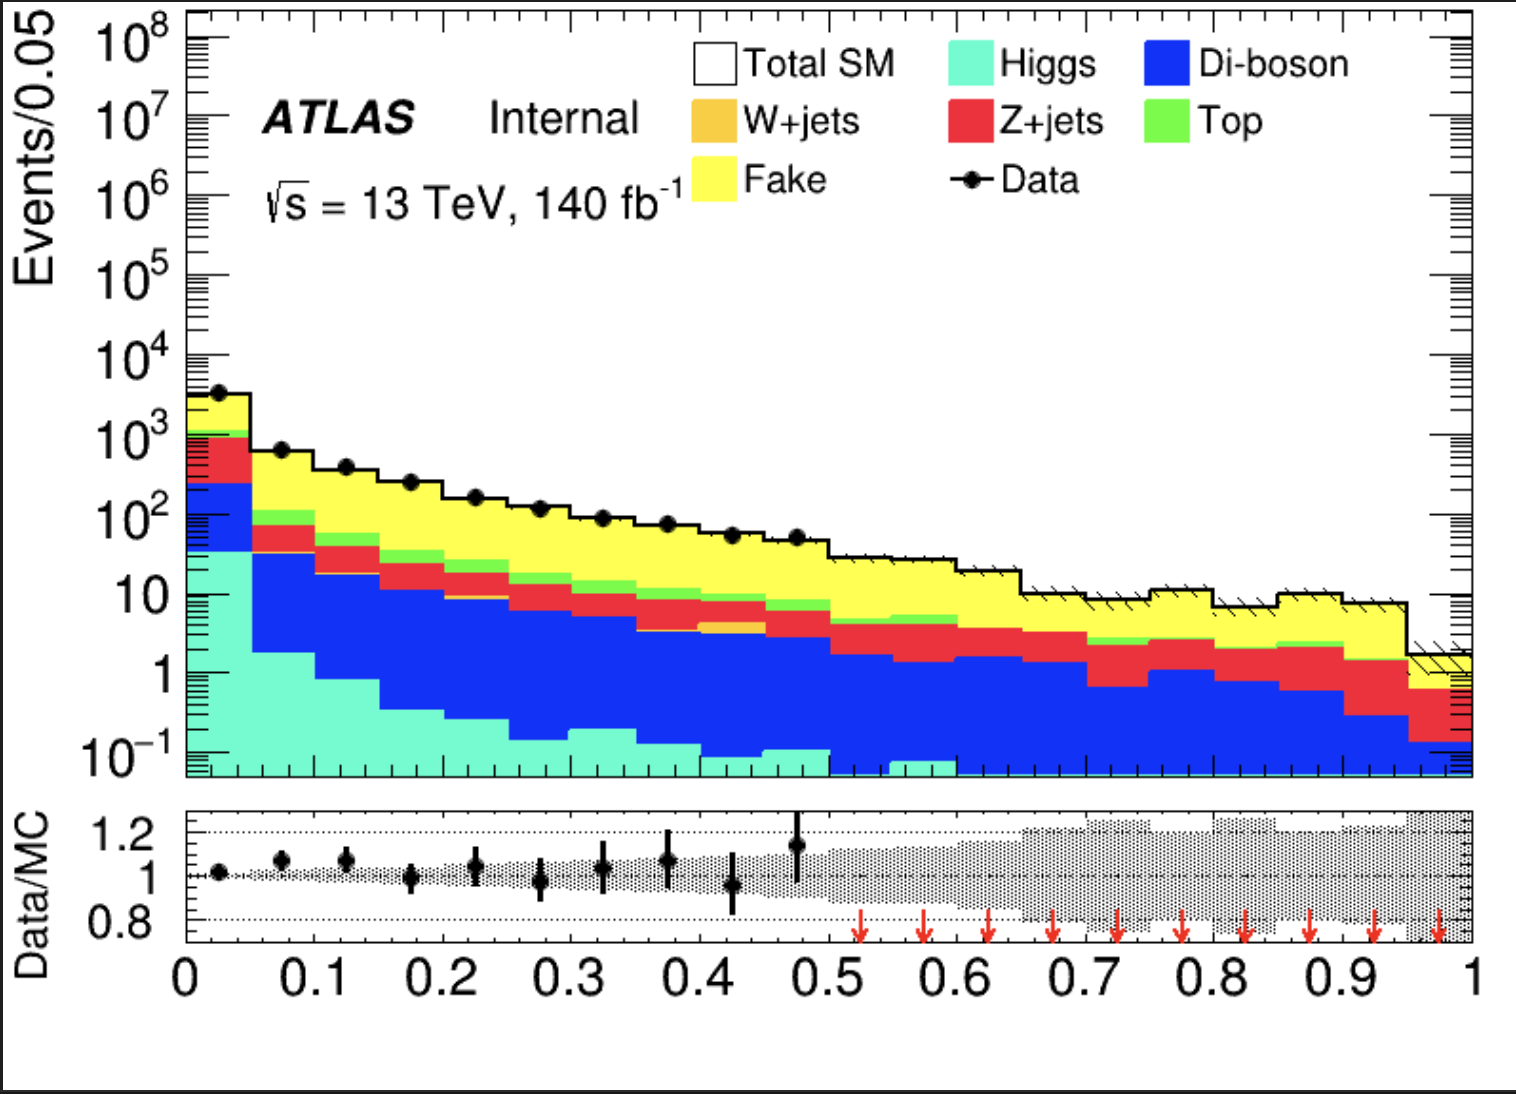 Events/0.05
10⁸
10⁷
10⁶
10⁵
10⁴
10³
10²
10
1
10⁻¹
ATLAS Internal
√s = 13 TeV, 140 fb⁻¹
Total SM
Higgs
Di-boson
W+jets
Z+jets
Top
Fake
Data
Data/MC
1.2
1
0.8
0 0.1 0.2 0.3 0.4 0.5 0.6 0.7 0.8 0.9 1